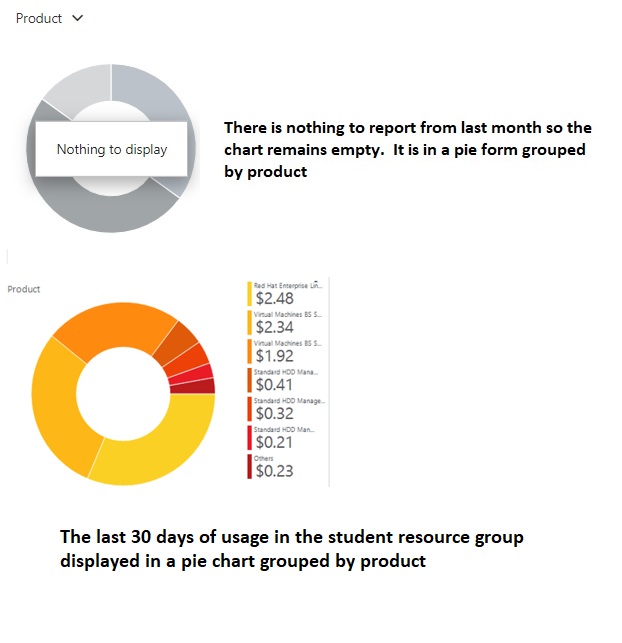 Product
Nothing to display
There is nothing to report from last month so the
chart remains empty.  It is in a pie form grouped
by product
Product
Red Hat Enterprise Lin...
$2.48
Virtual Machines BS S...
$2.34
Virtual Machines BS S...
$1.92
Standard HDD Mana...
$0.41
Standard HDD Manage...
$0.32
Standard HDD Man...
$0.21
Others
$0.23
The last 30 days of usage in the student resource group
displayed in a pie chart grouped by product